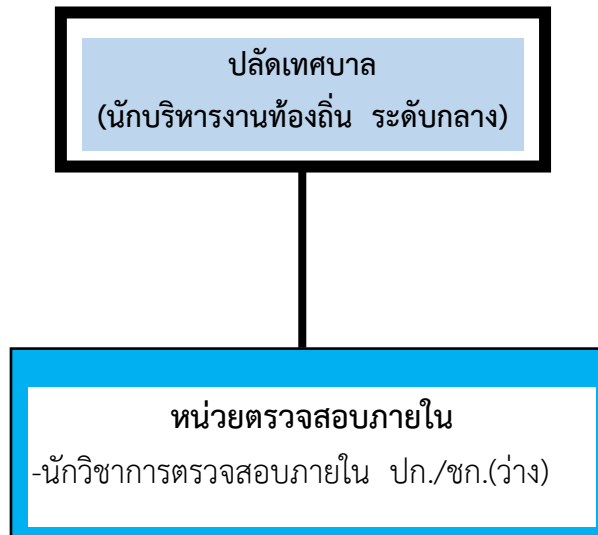 ปลัดเทศบาล
(นักบริหารงานท้องถิ่น ระดับกลาง)
หน่วยตรวจสอบภายใน
-นักวิชาการตรวจสอบภายใน ปก./ชก.(ว่าง)